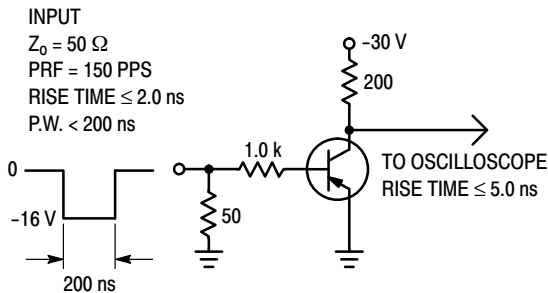 INPUT
Z₀ = 50 Ω
PRF = 150 PPS
RISE TIME ≤ 2.0 ns
P.W. < 200 ns
-30 V
200
1.0 k
TO OSCILLOSCOPE
RISE TIME ≤ 5.0 ns
0
-16 V
50
200 ns